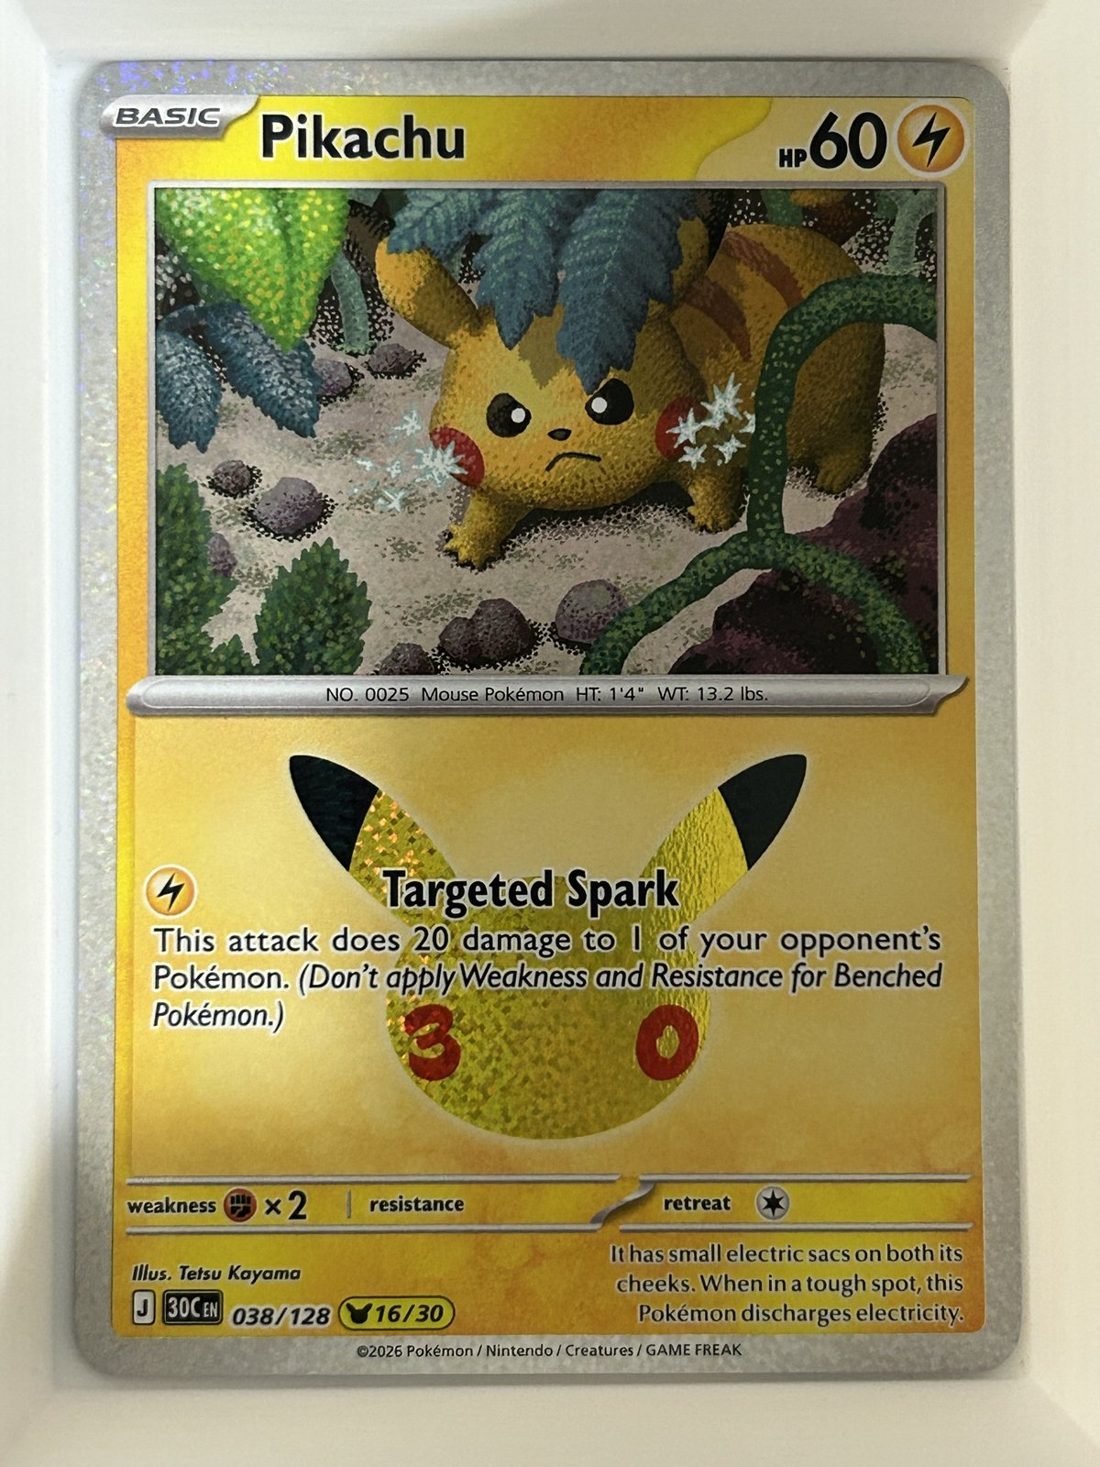 BASIC
Pikachu
HP 60
NO. 0025 Mouse Pokémon HT: 1'4" WT: 13.2 lbs.
Targeted Spark
This attack does 20 damage to 1 of your opponent's
Pokémon. (Don't apply Weakness and Resistance for Benched
Pokémon.)
3 0
weakness ×2 resistance
retreat
It has small electric sacs on both its
cheeks. When in a tough spot, this
Pokémon discharges electricity.
Illus. Tetsu Kayama
J 30C EN 038/128 16/30
©2026 Pokémon / Nintendo / Creatures / GAME FREAK